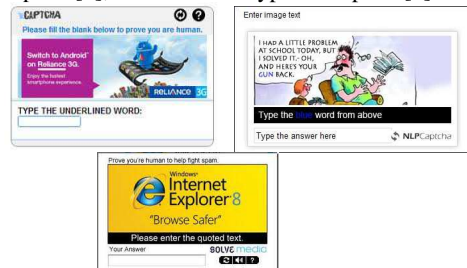 CAPTCHA
Please fill the blank below to prove you are human.
Switch to Android™
on Reliance 3G.
Enjoy the fastest
smartphone experience.
RELIANCE 3G
TYPE THE UNDERLINED WORD:
Enter image text
I HAD A LITTLE PROBLEM
AT SCHOOL TODAY, BUT
I SOLVED IT,- OH,
AND HERES YOUR
GUN BACK.
Type the blue word from above
Type the answer here
NLPCaptcha
Prove you're human to help fight spam.
Windows
Internet
Explorer 8
"Browse Safer"
Please enter the quoted text.
Your Answer
SOLVE media